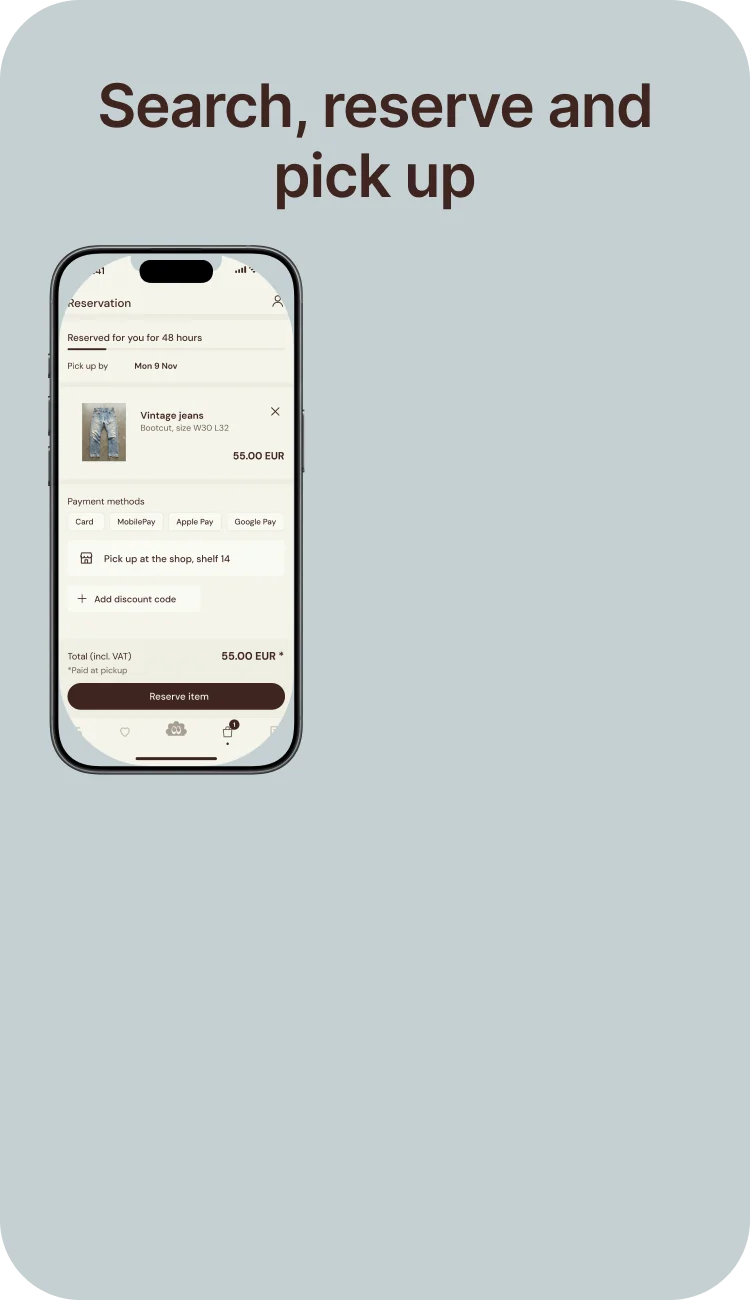 Search, reserve and
pick up
41
Reservation
Reserved for you for 48 hours
Pick up by Mon 9 Nov
Vintage jeans
Bootcut, size W30 L32
55.00 EUR
Payment methods
Card MobilePay Apple Pay Google Pay
Pick up at the shop, shelf 14
+ Add discount code
Total (incl. VAT) 55.00 EUR *
*Paid at pickup
Reserve item
1